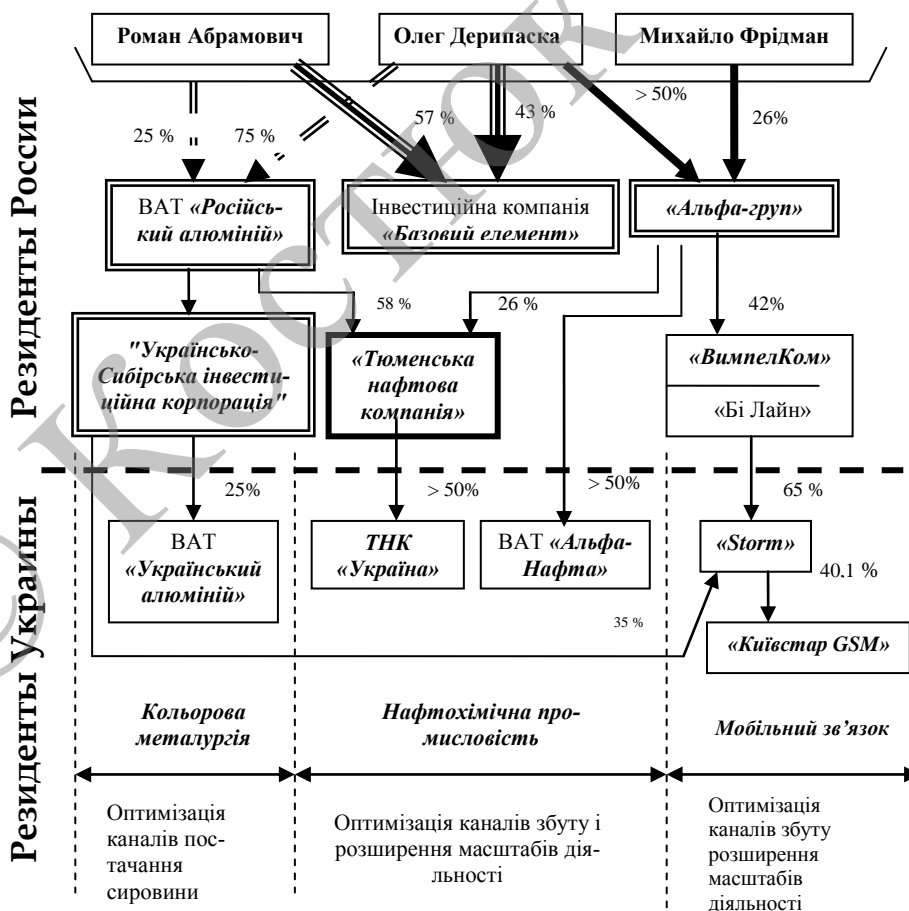 Роман Абрамович
Олег Дерипаска
Михайло Фрідман
> 50%
57 %
43 %
26%
25 %
75 %
ВАТ «Російсь-
кий алюміній»
Інвестиційна компанія
«Базовий елемент»
«Альфа-груп»
58 %
26 %
42%
"Українсько-
Сибірська інвести-
ційна корпорація"
«Тюменська
нафтова
компанія»
«ВимпелКом»
«Бі Лайн»
Резиденты России
25%
> 50%
> 50%
65 %
ВАТ
«Український
алюміній»
ТНК
«Україна»
ВАТ «Альфа-
Нафта»
«Storm»
40,1 %
35 %
«Київстар GSM»
Резиденты Украины
Кольорова
металургія
Нафтохімічна про-
мисловість
Мобільний зв’язок
Оптимізація
каналів пос-
тачання
сировини
Оптимізація каналів збуту і
розширення масштабів дія-
льності
Оптимізація
каналів збуту
розширення
масштабів
діяльності
© Костюк